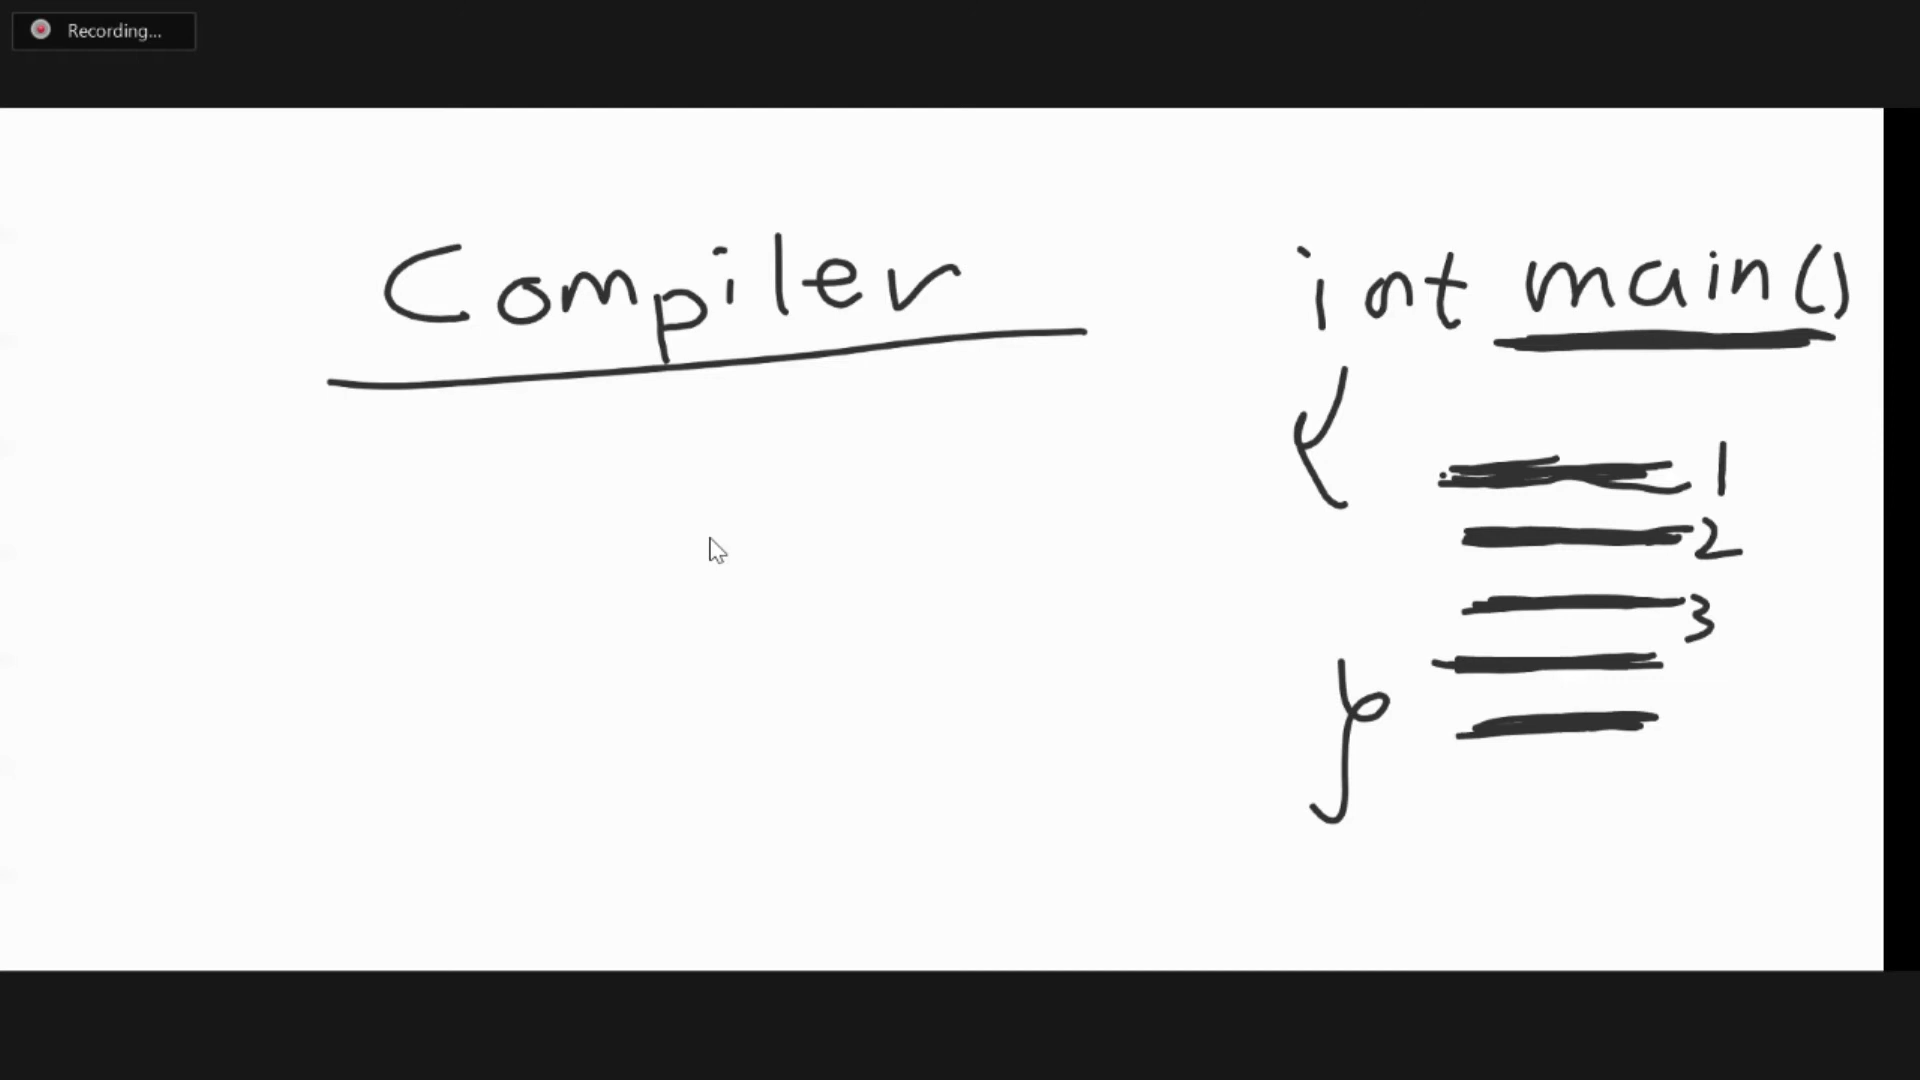 Recording...
Compiler
int main()
{
1
2
3
}